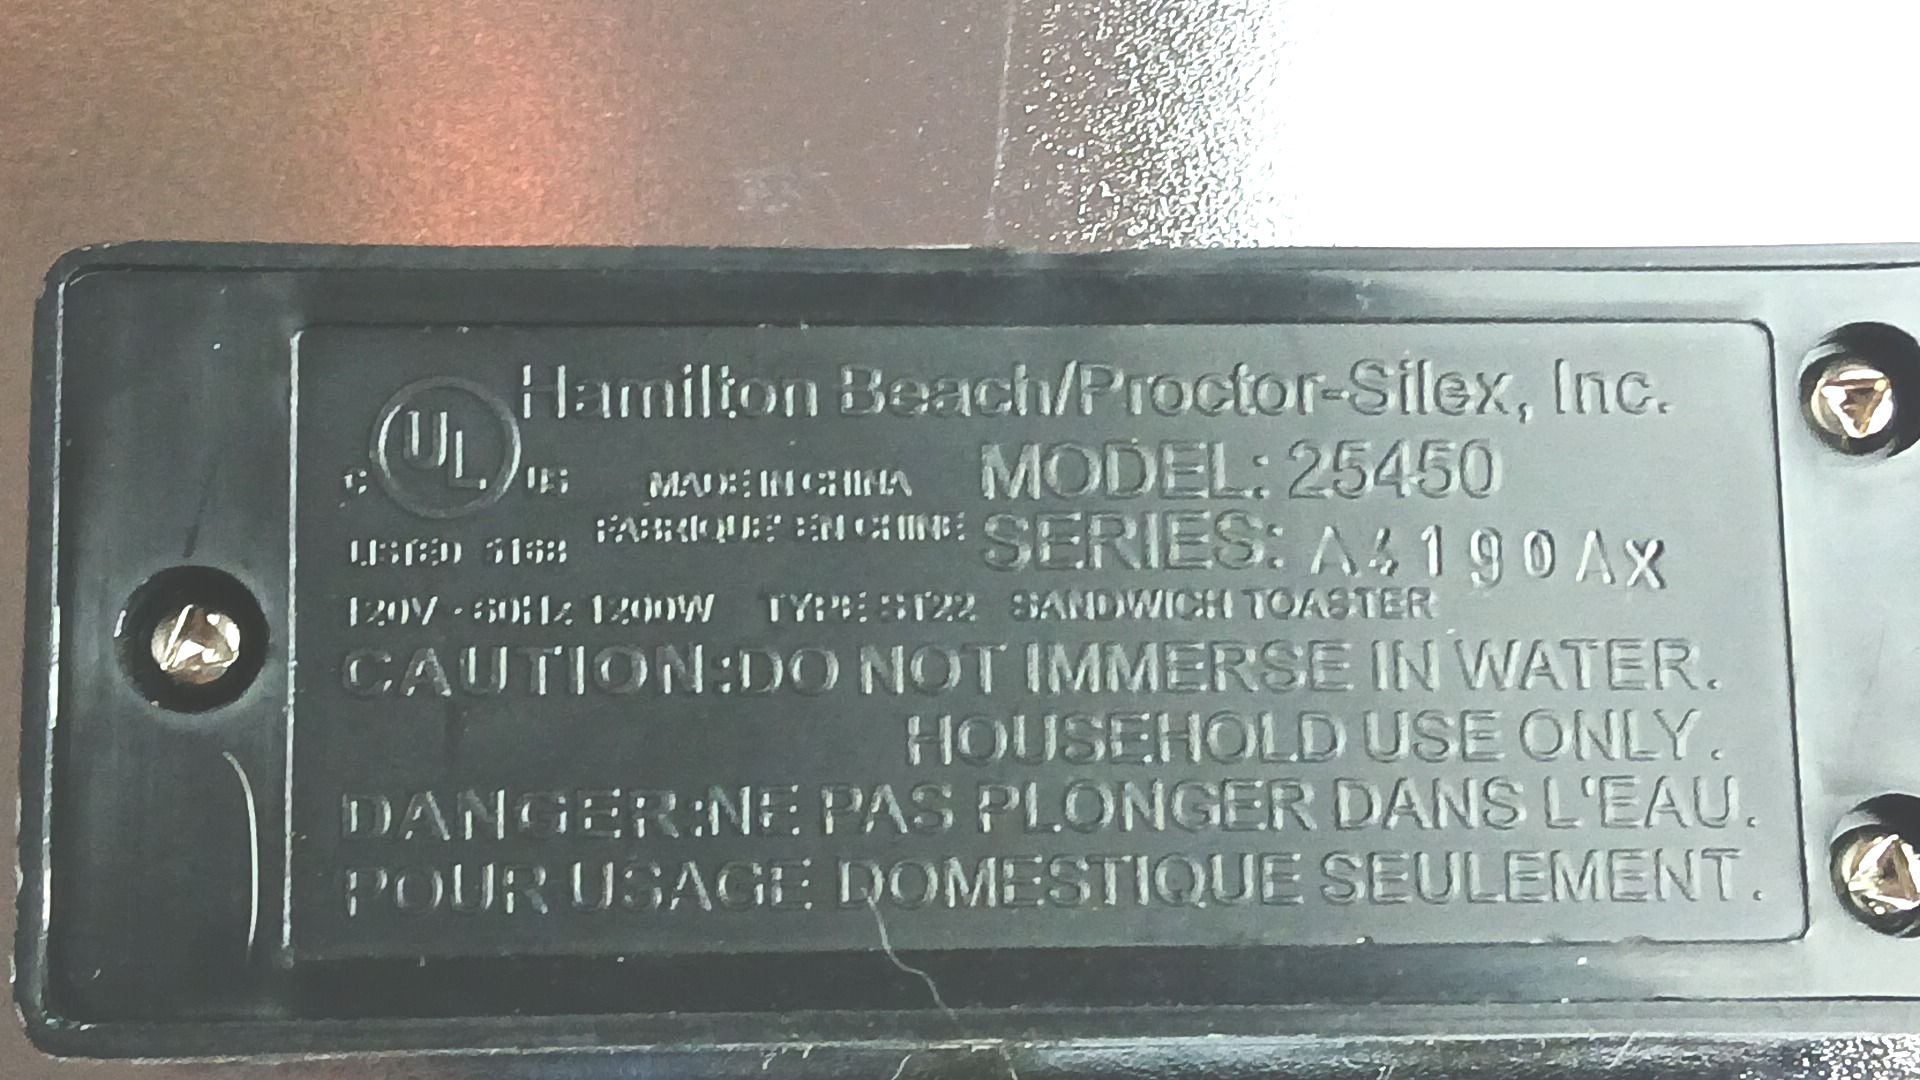 Hamilton Beach/Proctor-Silex, Inc.
C UL US
MADE IN CHINA
MODEL: 25450
LISTED 5168
FABRIQUE EN CHINE
SERIES: A4190AX
120V - 60Hz 1200W TYPE ST22 SANDWICH TOASTER
CAUTION:DO NOT IMMERSE IN WATER.
HOUSEHOLD USE ONLY.
DANGER:NE PAS PLONGER DANS L'EAU.
POUR USAGE DOMESTIQUE SEULEMENT.